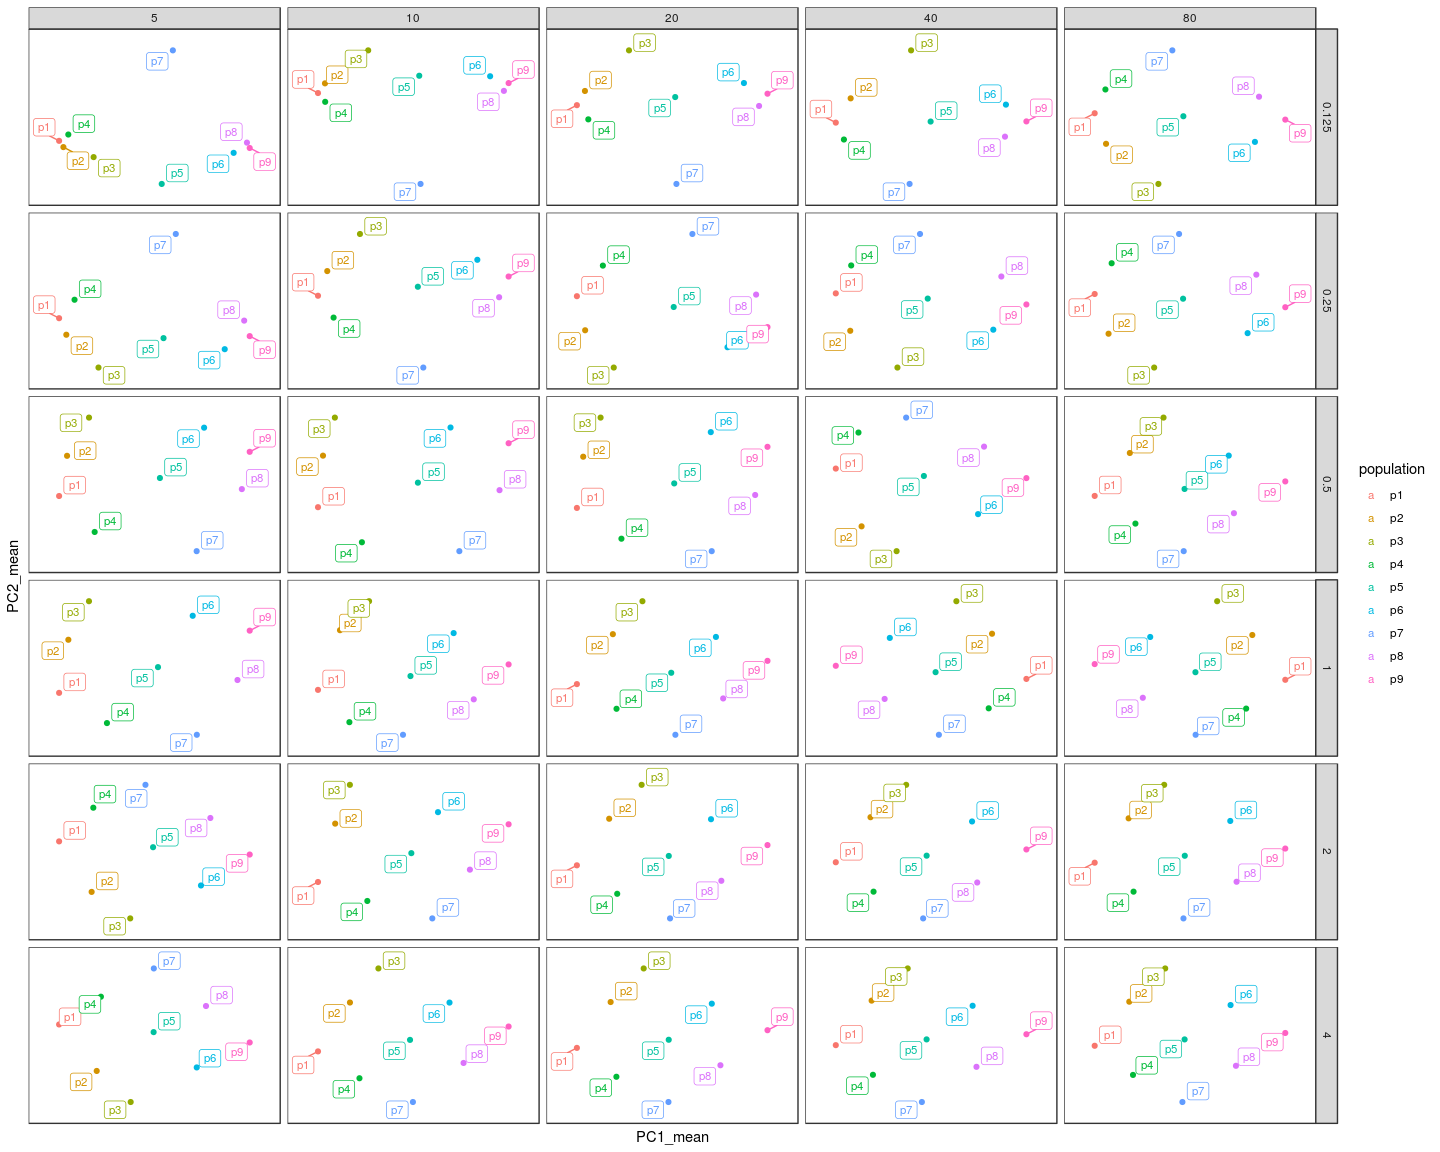 5 10 20 40 80
p7 p1 p4 p2 p3 p5 p6 p8 p9
p1 p2 p3 p4 p5 p6 p7 p8 p9
p3 p2 p1 p4 p5 p6 p8 p9 p7
p3 p2 p1 p4 p5 p6 p8 p9 p7
p7 p4 p1 p2 p3 p5 p6 p8 p9
0.125
p7 p4 p1 p2 p3 p5 p6 p8 p9
p3 p2 p1 p4 p5 p6 p8 p9 p7
p7 p4 p1 p2 p3 p5 p8 p6 p9
p4 p7 p1 p2 p3 p5 p8 p9 p6
p4 p7 p1 p2 p3 p5 p8 p9 p6
0.25
p3 p2 p1 p4 p5 p6 p9 p8 p7
p3 p2 p1 p4 p5 p6 p9 p8 p7
p3 p2 p1 p4 p5 p6 p9 p8 p7
p7 p4 p1 p2 p3 p5 p8 p9 p6
p3 p2 p1 p4 p5 p6 p9 p8 p7
0.5
p3 p2 p1 p4 p5 p6 p9 p8 p7
p3 p2 p1 p4 p5 p6 p9 p8 p7
p3 p2 p1 p4 p5 p6 p9 p8 p7
p3 p6 p9 p2 p5 p1 p8 p4 p7
p3 p9 p6 p2 p5 p1 p8 p7 p4
1
p4 p7 p1 p5 p8 p2 p6 p9 p3
p3 p2 p1 p4 p5 p6 p9 p8 p7
p3 p2 p1 p4 p5 p6 p9 p8 p7
p3 p2 p1 p4 p5 p6 p9 p8 p7
p3 p2 p1 p4 p5 p6 p9 p8 p7
2
p7 p4 p1 p5 p8 p2 p6 p9 p3
p3 p2 p1 p4 p5 p6 p9 p8 p7
p3 p2 p1 p4 p5 p6 p9 p8 p7
p3 p2 p1 p4 p5 p6 p9 p8 p7
p3 p2 p1 p4 p5 p6 p9 p8 p7
4
PC2_mean
PC1_mean
population
a p1
a p2
a p3
a p4
a p5
a p6
a p7
a p8
a p9